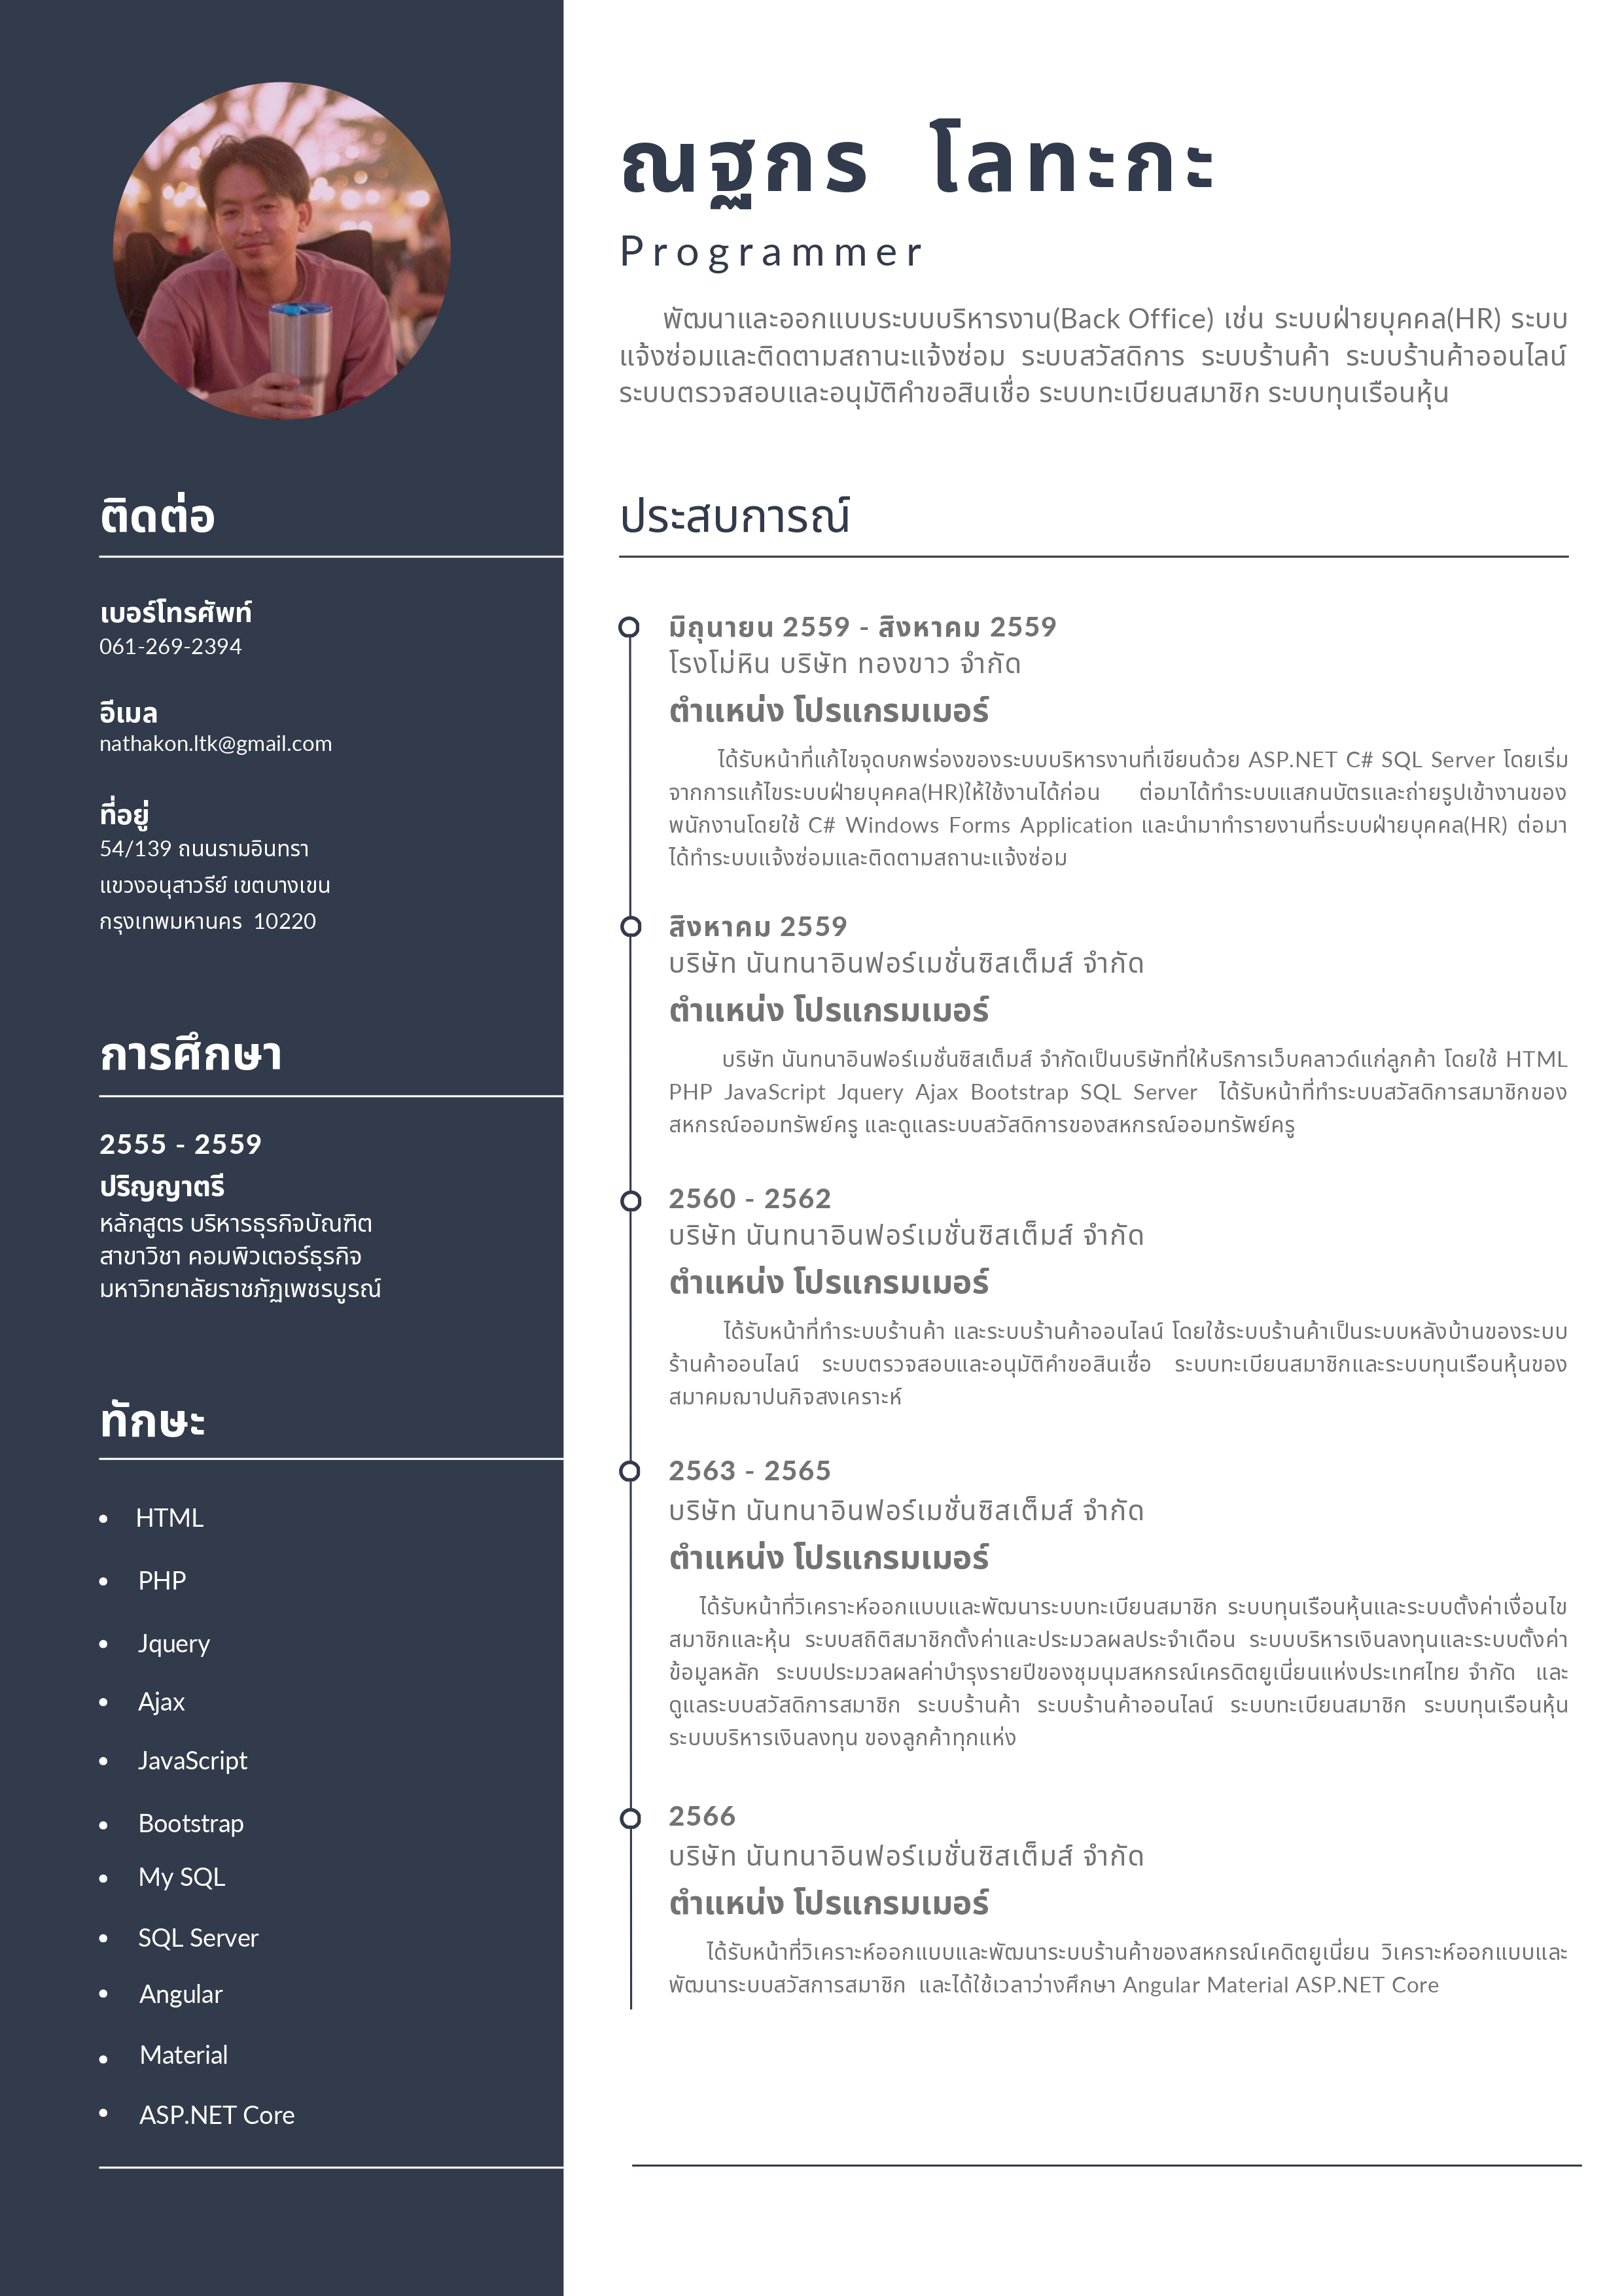 ณฐกร โลทะกะ
Programmer
พัฒนาและออกแบบระบบบริหารงาน(Back Office) เช่น ระบบฝ่ายบุคคล(HR) ระบบ
แจ้งซ่อมและติดตามสถานะแจ้งซ่อม ระบบสวัสดิการ ระบบร้านค้า ระบบร้านค้าออนไลน์
ระบบตรวจสอบและอนุมัติคำขอสินเชื่อ ระบบทะเบียนสมาชิก ระบบทุนเรือนหุ้น
ติดต่อ
เบอร์โทรศัพท์
061-269-2394
อีเมล
nathakon.ltk@gmail.com
ที่อยู่
54/139 ถนนรามอินทรา
แขวงอนุสาวรีย์ เขตบางเขน
กรุงเทพมหานคร 10220
การศึกษา
2555 - 2559
ปริญญาตรี
หลักสูตร บริหารธุรกิจบัณฑิต
สาขาวิชา คอมพิวเตอร์ธุรกิจ
มหาวิทยาลัยราชภัฏเพชรบูรณ์
ทักษะ
• HTML
• PHP
• Jquery
• Ajax
• JavaScript
• Bootstrap
• My SQL
• SQL Server
• Angular
• Material
• ASP.NET Core
ประสบการณ์
มิถุนายน 2559 - สิงหาคม 2559
โรงโม่หิน บริษัท ทองขาว จำกัด
ตำแหน่ง โปรแกรมเมอร์
ได้รับหน้าที่แก้ไขจุดบกพร่องของระบบบริหารงานที่เขียนด้วย ASP.NET C# SQL Server โดยเริ่ม
จากการแก้ไขระบบฝ่ายบุคคล(HR)ให้ใช้งานได้ก่อน ต่อมาได้ทำระบบแสกนบัตรและถ่ายรูปเข้างานของ
พนักงานโดยใช้ C# Windows Forms Application และนำมาทำรายงานที่ระบบฝ่ายบุคคล(HR) ต่อมา
ได้ทำระบบแจ้งซ่อมและติดตามสถานะแจ้งซ่อม
สิงหาคม 2559
บริษัท นันทนาอินฟอร์เมชั่นซิสเต็มส์ จำกัด
ตำแหน่ง โปรแกรมเมอร์
บริษัท นันทนาอินฟอร์เมชั่นซิสเต็มส์ จำกัดเป็นบริษัทที่ให้บริการเว็บคลาวด์แก่ลูกค้า โดยใช้ HTML
PHP JavaScript Jquery Ajax Bootstrap SQL Server ได้รับหน้าที่ทำระบบสวัสดิการสมาชิกของ
สหกรณ์ออมทรัพย์ครู และดูแลระบบสวัสดิการของสหกรณ์ออมทรัพย์ครู
2560 - 2562
บริษัท นันทนาอินฟอร์เมชั่นซิสเต็มส์ จำกัด
ตำแหน่ง โปรแกรมเมอร์
ได้รับหน้าที่ทำระบบร้านค้า และระบบร้านค้าออนไลน์ โดยใช้ระบบร้านค้าเป็นระบบหลังบ้านของระบบ
ร้านค้าออนไลน์ ระบบตรวจสอบและอนุมัติคำขอสินเชื่อ ระบบทะเบียนสมาชิกและระบบทุนเรือนหุ้นของ
สมาคมฌาปนกิจสงเคราะห์
2563 - 2565
บริษัท นันทนาอินฟอร์เมชั่นซิสเต็มส์ จำกัด
ตำแหน่ง โปรแกรมเมอร์
ได้รับหน้าที่วิเคราะห์ออกแบบและพัฒนาระบบทะเบียนสมาชิก ระบบทุนเรือนหุ้นและระบบตั้งค่าเงื่อนไข
สมาชิกและหุ้น ระบบสถิติสมาชิกตั้งค่าและประมวลผลประจำเดือน ระบบบริหารเงินลงทุนและระบบตั้งค่า
ข้อมูลหลัก ระบบประมวลผลค่าบำรุงรายปีของชุมนุมสหกรณ์เครดิตยูเนี่ยนแห่งประเทศไทย จำกัด และ
ดูแลระบบสวัสดิการสมาชิก ระบบร้านค้า ระบบร้านค้าออนไลน์ ระบบทะเบียนสมาชิก ระบบทุนเรือนหุ้น
ระบบบริหารเงินลงทุน ของลูกค้าทุกแห่ง
2566
บริษัท นันทนาอินฟอร์เมชั่นซิสเต็มส์ จำกัด
ตำแหน่ง โปรแกรมเมอร์
ได้รับหน้าที่วิเคราะห์ออกแบบและพัฒนาระบบร้านค้าของสหกรณ์เคดิตยูเนี่ยน วิเคราะห์ออกแบบและ
พัฒนาระบบสวัสการสมาชิก และได้ใช้เวลาว่างศึกษา Angular Material ASP.NET Core